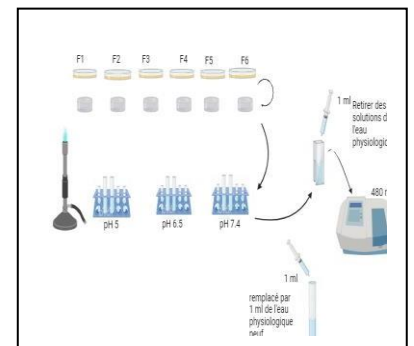 F1 F2 F3 F4 F5 F6
1 ml
Retirer des
solutions d
l'eau
physiologic
480 r
pH 5 pH 6.5 pH 7.4
1 ml
remplacé par
1 ml de l'eau
physiologique
neuf